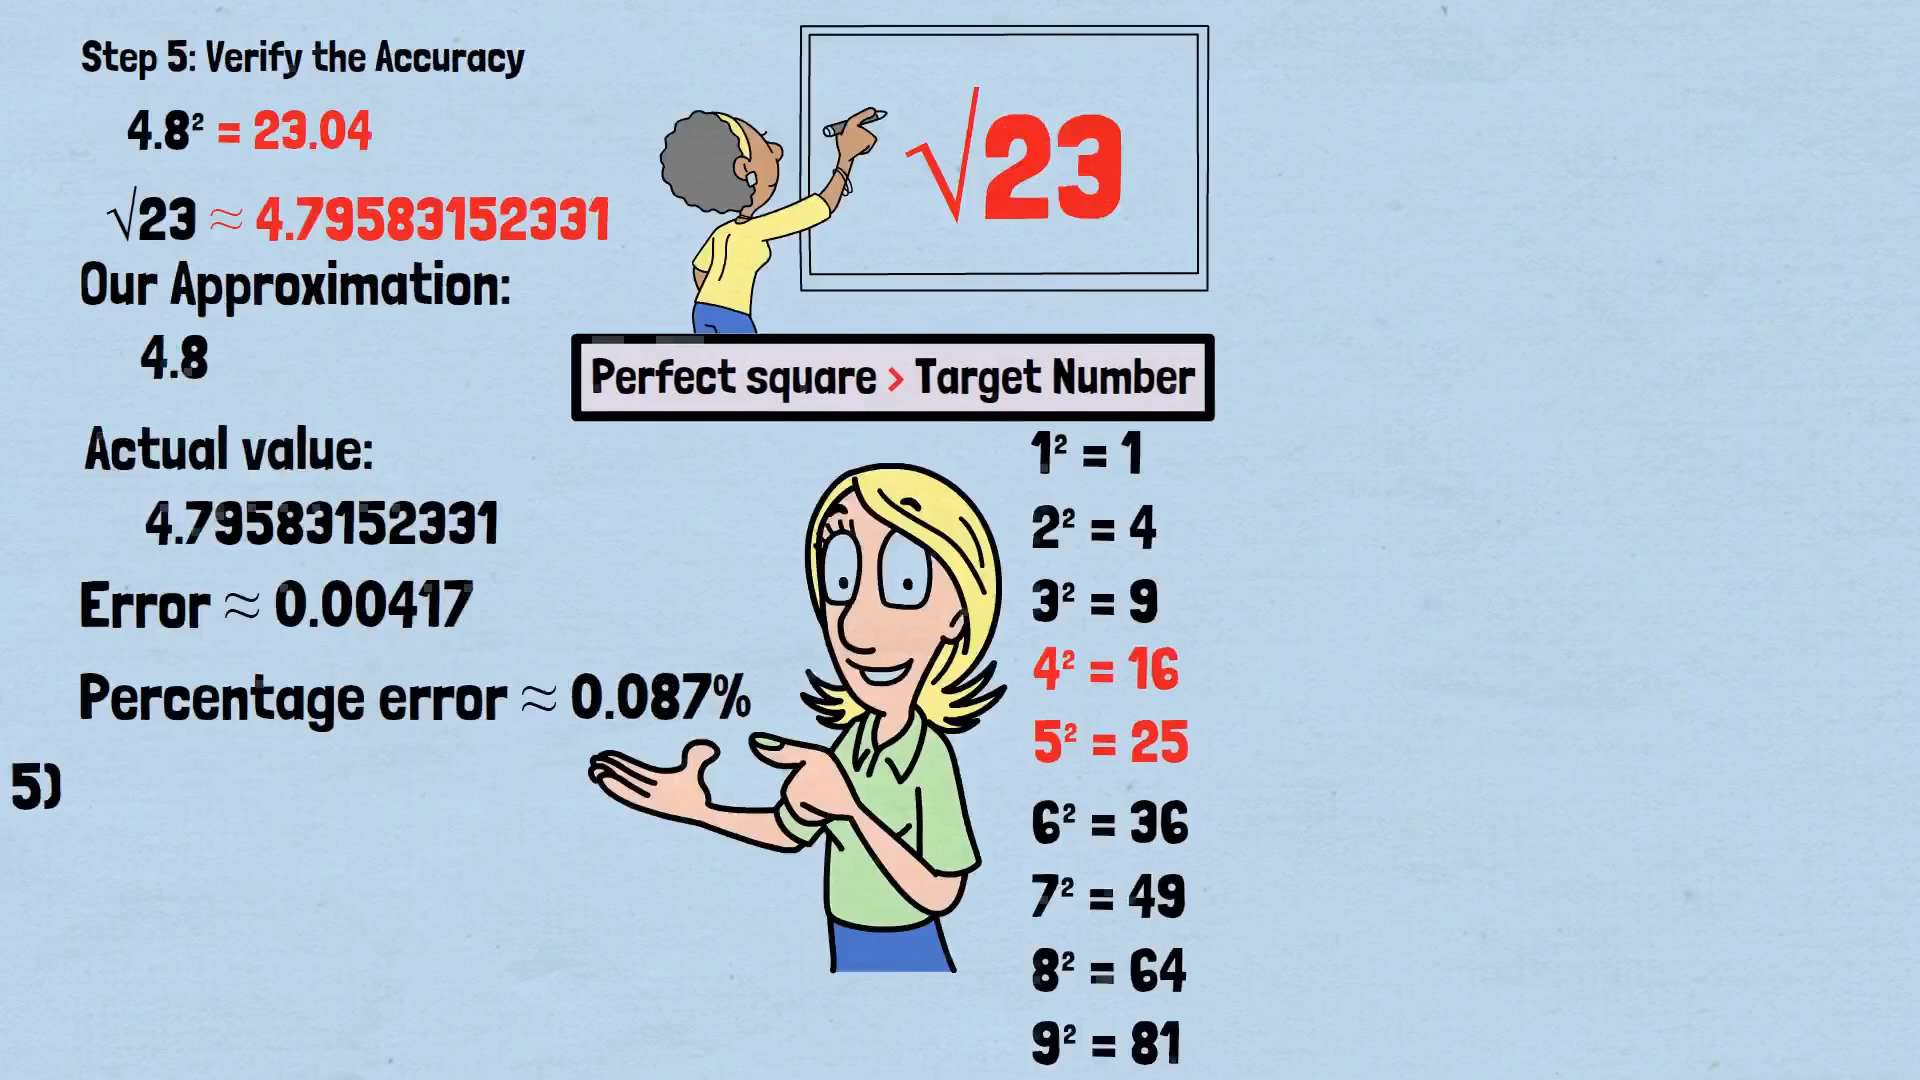 Step 5: Verify the Accuracy
4.8² = 23.04
√23 ≈ 4.79583152331
Our Approximation:
4.8
Actual value:
4.79583152331
Error ≈ 0.00417
Percentage error ≈ 0.087%
5)
√23
Perfect square > Target Number
1² = 1
2² = 4
3² = 9
4² = 16
5² = 25
6² = 36
7² = 49
8² = 64
9² = 81